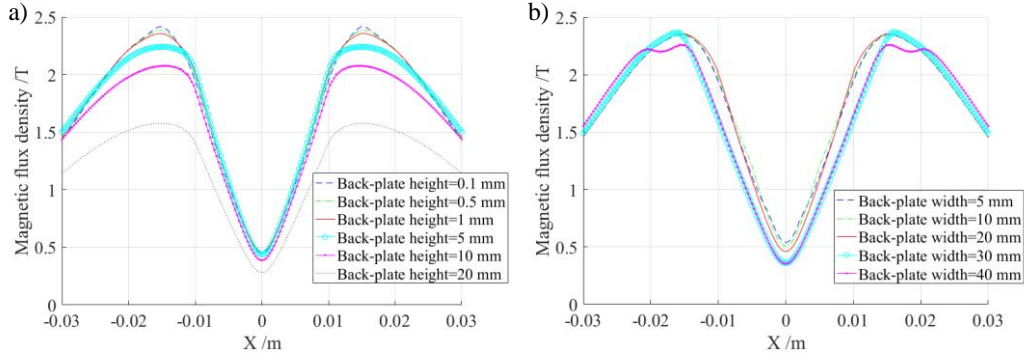 a)
2.5
2
1.5
1
0.5
0
Magnetic flux density /T
Back-plate height=0.1 mm
Back-plate height=0.5 mm
Back-plate height=1 mm
Back-plate height=5 mm
Back-plate height=10 mm
Back-plate height=20 mm
-0.03 -0.02 -0.01 0 0.01 0.02 0.03
X /m
b)
2.5
2
1.5
1
0.5
0
Magnetic flux density /T
Back-plate width=5 mm
Back-plate width=10 mm
Back-plate width=20 mm
Back-plate width=30 mm
Back-plate width=40 mm
-0.03 -0.02 -0.01 0 0.01 0.02 0.03
X /m